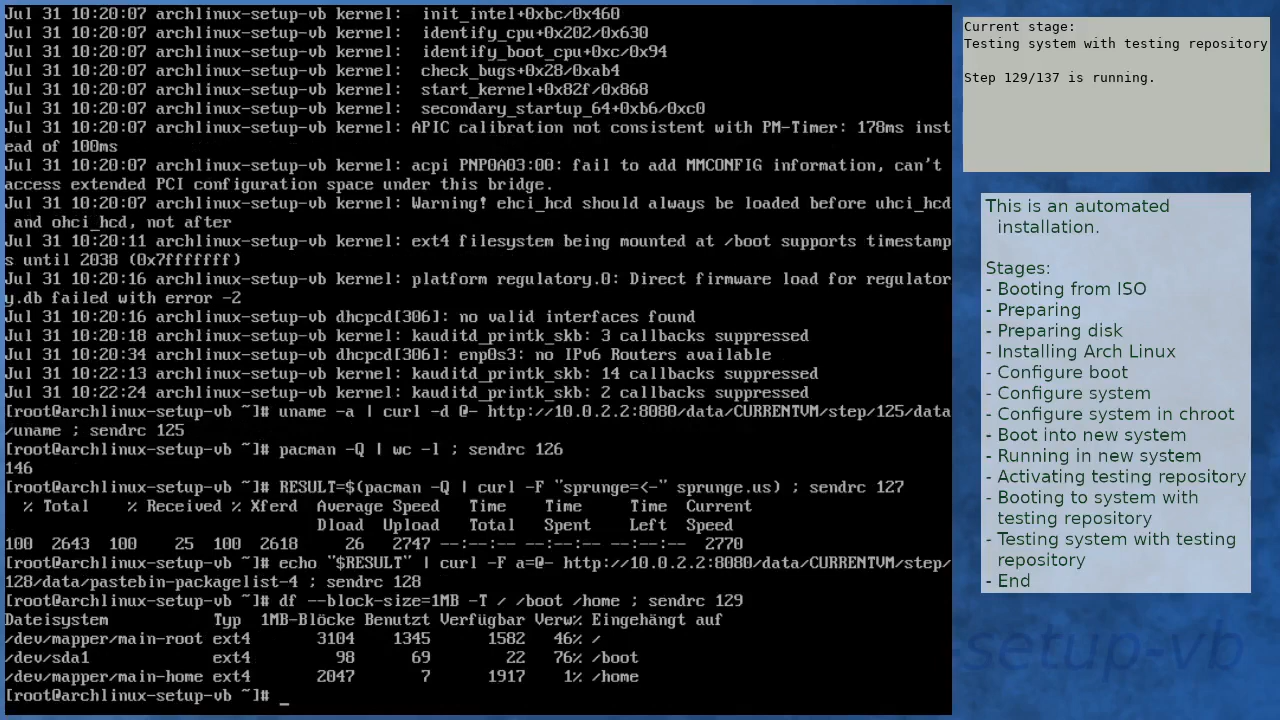 Jul 31 10:20:07 archlinux-setup-vb kernel:  init_intel+0xbc/0x460
Jul 31 10:20:07 archlinux-setup-vb kernel:  identify_cpu+0x202/0x630
Jul 31 10:20:07 archlinux-setup-vb kernel:  identify_boot_cpu+0xc/0x94
Jul 31 10:20:07 archlinux-setup-vb kernel:  check_bugs+0x28/0xab4
Jul 31 10:20:07 archlinux-setup-vb kernel:  start_kernel+0x82f/0x868
Jul 31 10:20:07 archlinux-setup-vb kernel:  secondary_startup_64+0xb6/0xc0
Jul 31 10:20:07 archlinux-setup-vb kernel: APIC calibration not consistent with PM-Timer: 178ms inst
ead of 100ms
Jul 31 10:20:07 archlinux-setup-vb kernel: acpi PNP0A03:00: fail to add MMCONFIG information, can't
access extended PCI configuration space under this bridge.
Jul 31 10:20:07 archlinux-setup-vb kernel: Warning! ehci_hcd should always be loaded before uhci_hcd
 and ohci_hcd, not after
Jul 31 10:20:11 archlinux-setup-vb kernel: ext4 filesystem being mounted at /boot supports timestamp
s until 2038 (0x7fffffff)
Jul 31 10:20:16 archlinux-setup-vb kernel: platform regulatory.0: Direct firmware load for regulator
y.db failed with error -2
Jul 31 10:20:16 archlinux-setup-vb dhcpcd[306]: no valid interfaces found
Jul 31 10:20:18 archlinux-setup-vb kernel: kauditd_printk_skb: 3 callbacks suppressed
Jul 31 10:20:34 archlinux-setup-vb dhcpcd[306]: enp0s3: no IPv6 Routers available
Jul 31 10:22:13 archlinux-setup-vb kernel: kauditd_printk_skb: 14 callbacks suppressed
Jul 31 10:22:24 archlinux-setup-vb kernel: kauditd_printk_skb: 2 callbacks suppressed
[root@archlinux-setup-vb ~]# uname -a | curl -d @- http://10.0.2.2:8080/data/CURRENTVM/step/125/data
/uname ; sendrc 125
[root@archlinux-setup-vb ~]# pacman -Q | wc -l ; sendrc 126
146
[root@archlinux-setup-vb ~]# RESULT=$(pacman -Q | curl -F "sprunge=<-" sprunge.us) ; sendrc 127
  % Total    % Received % Xferd  Average Speed   Time    Time     Time  Current
                                 Dload  Upload   Total   Spent    Left  Speed
100  2643  100    25  100  2618     26   2747 --:--:-- --:--:-- --:--:--  2770
[root@archlinux-setup-vb ~]# echo "$RESULT" | curl -F a=@- http://10.0.2.2:8080/data/CURRENTVM/step/
128/data/pastebin-packagelist-4 ; sendrc 128
[root@archlinux-setup-vb ~]# df --block-size=1MB -T / /boot /home ; sendrc 129
Dateisystem           Typ  1MB-Blöcke Benutzt Verfügbar Verw% Eingehängt auf
/dev/mapper/main-root ext4       3104    1345      1582   46% /
/dev/sda1             ext4         98      69        22   76% /boot
/dev/mapper/main-home ext4       2047       7      1917    1% /home
[root@archlinux-setup-vb ~]# _
Current stage:
Testing system with testing repository
Step 129/137 is running.
This is an automated
installation.
Stages:
- Booting from ISO
- Preparing
- Preparing disk
- Installing Arch Linux
- Configure boot
- Configure system
- Configure system in chroot
- Boot into new system
- Running in new system
- Activating testing repository
- Booting to system with
testing repository
- Testing system with testing
repository
- End
-setup-vb